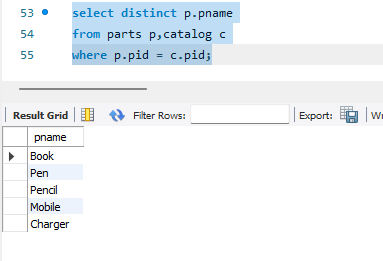 53 select distinct p.pname
54 from parts p,catalog c
55 where p.pid = c.pid;
Result Grid Filter Rows: Export:
pname
Book
Pen
Pencil
Mobile
Charger